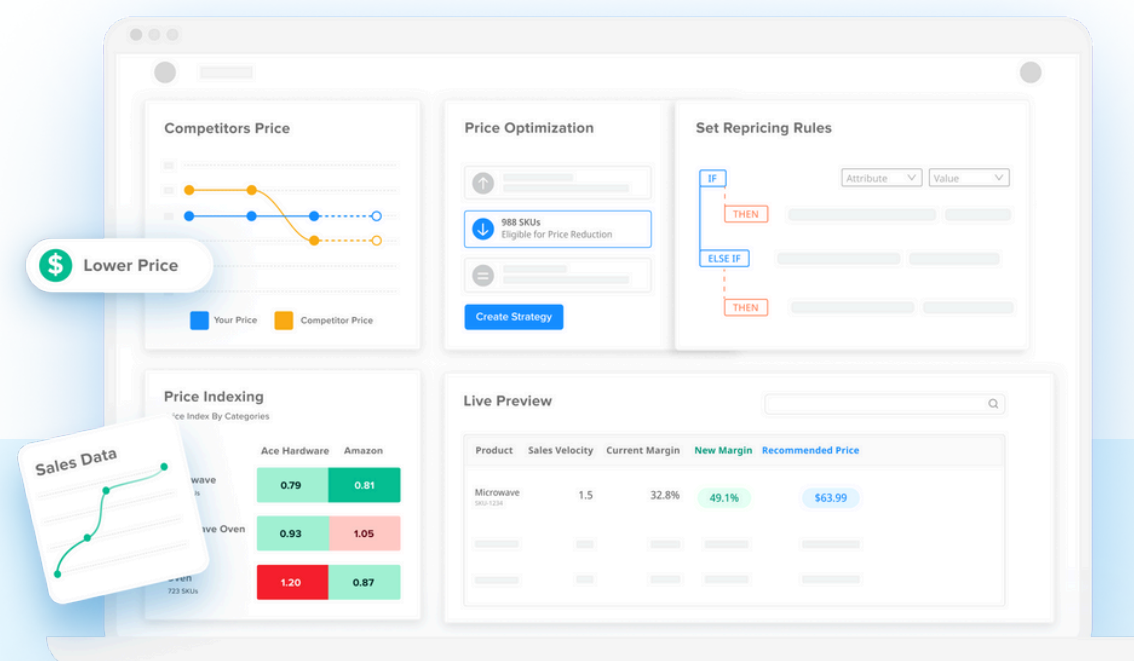 Competitors Price
Your Price
Competitor Price
$
Lower Price
Price Optimization
988 SKUs
Eligible for Price Reduction
Create Strategy
Set Repricing Rules
IF
Attribute
Value
THEN
ELSE IF
THEN
Price Indexing
Index By Categories
Ace Hardware Amazon
0.79 0.81
Oven
0.93 1.05
1.20 0.87
723 SKUs
Sales Data
Live Preview
Product Sales Velocity Current Margin New Margin Recommended Price
Microwave 1.5 32.8% 49.1% $63.99
SKU-1234